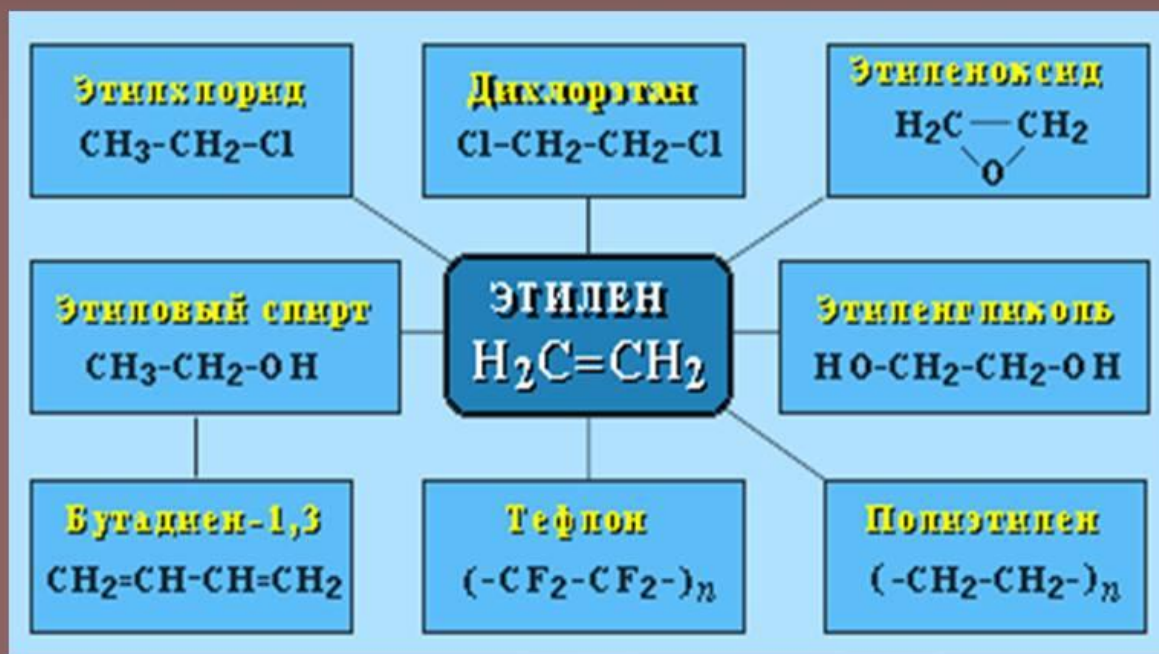 Этилхлорид
CH₃-CH₂-Cl
Дихлорэтан
Cl-CH₂-CH₂-Cl
Этиленоксид
H₂C — CH₂
O
Этиловый спирт
CH₃-CH₂-OH
ЭТИЛЕН
H₂C=CH₂
Этиленгликоль
HO-CH₂-CH₂-OH
Бутадиен-1,3
CH₂=CH-CH=CH₂
Тефлон
(-CF₂-CF₂-)n
Полиэтилен
(-CH₂-CH₂-)n